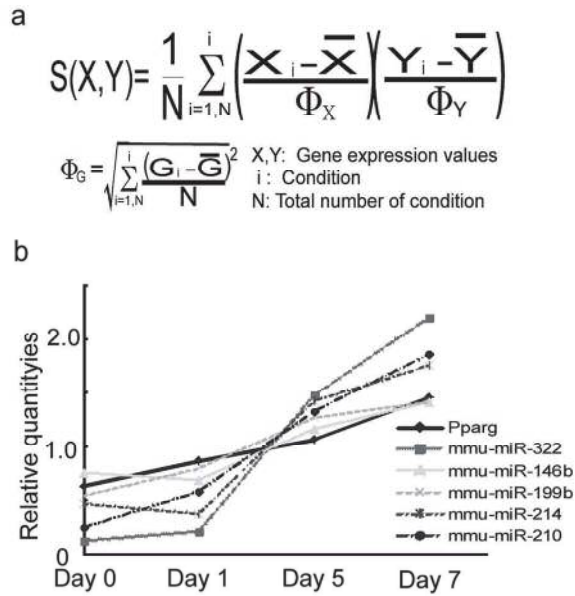 a
S(X,Y)= 1/N Σ i i=1,N (X i – X̄ / Φ X)(Y i – Ȳ / Φ Y)
Φ G = √ Σ i i=1,N (G i – Ḡ)² / N
X,Y: Gene expression values
i : Condition
N: Total number of condition
b
Relative quantityies
2.0
1.0
0
Day 0 Day 1 Day 5 Day 7
Pparg
mmu-miR-322
mmu-miR-146b
mmu-miR-199b
mmu-miR-214
mmu-miR-210